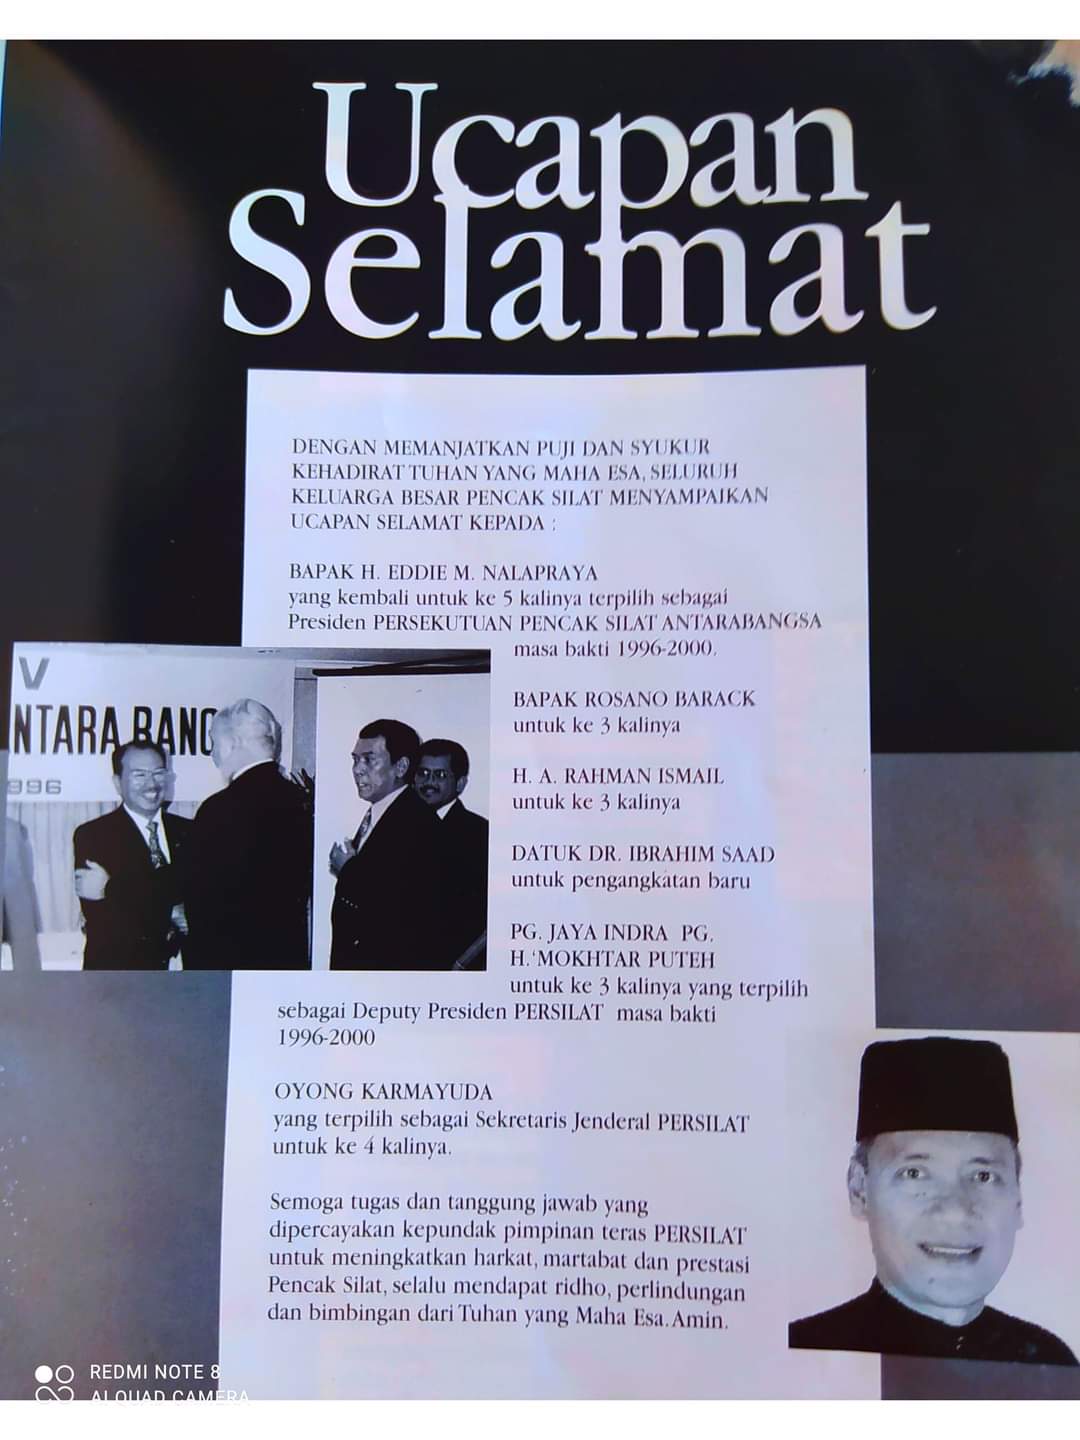 Ucapan
Selamat
DENGAN MEMANJATKAN PUJI DAN SYUKUR
KEHADIRAT TUHAN YANG MAHA ESA, SELURUH
KELUARGA BESAR PENCAK SILAT MENYAMPAIKAN
UCAPAN SELAMAT KEPADA :
BAPAK H. EDDIE M. NALAPRAYA
yang kembali untuk ke 5 kalinya terpilih sebagai
Presiden PERSEKUTUAN PENCAK SILAT ANTARABANGSA
masa bakti 1996-2000.
V
NTARA BANG
996
BAPAK ROSANO BARACK
untuk ke 3 kalinya
H. A. RAHMAN ISMAIL
untuk ke 3 kalinya
DATUK DR. IBRAHIM SAAD
untuk pengangkatan baru
PG. JAYA INDRA PG.
H.'MOKHTAR PUTEH
untuk ke 3 kalinya yang terpilih
sebagai Deputy Presiden PERSILAT masa bakti
1996-2000
OYONG KARMAYUDA
yang terpilih sebagai Sekretaris Jenderal PERSILAT
untuk ke 4 kalinya.
Semoga tugas dan tanggung jawab yang
dipercayakan kepundak pimpinan teras PERSILAT
untuk meningkatkan harkat, martabat dan prestasi
Pencak Silat, selalu mendapat ridho, perlindungan
dan bimbingan dari Tuhan yang Maha Esa. Amin.
REDMI NOTE 8
AI QUAD CAMERA